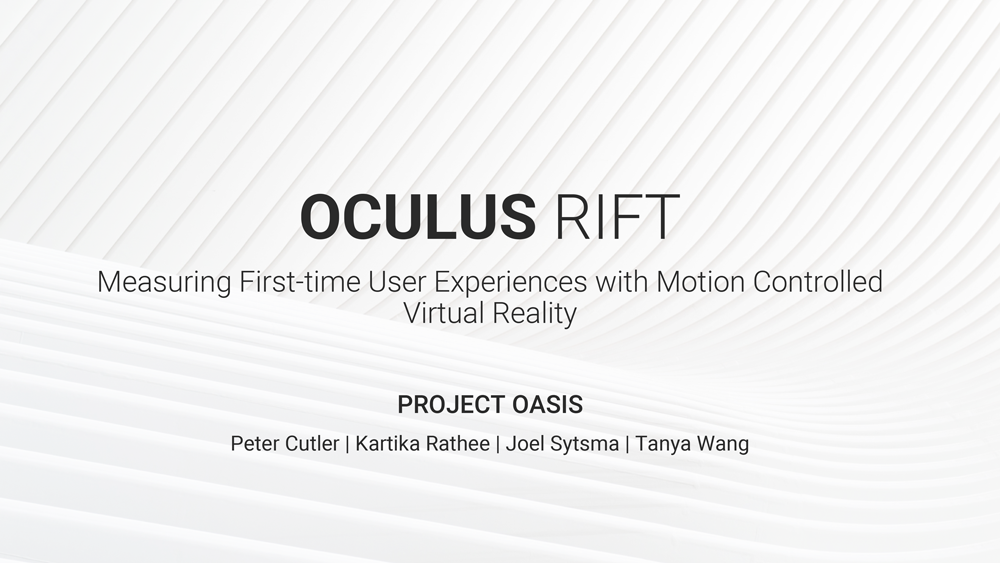 OCULUS RIFT
Measuring First-time User Experiences with Motion Controlled
Virtual Reality
PROJECT OASIS
Peter Cutler | Kartika Rathee | Joel Sytsma | Tanya Wang